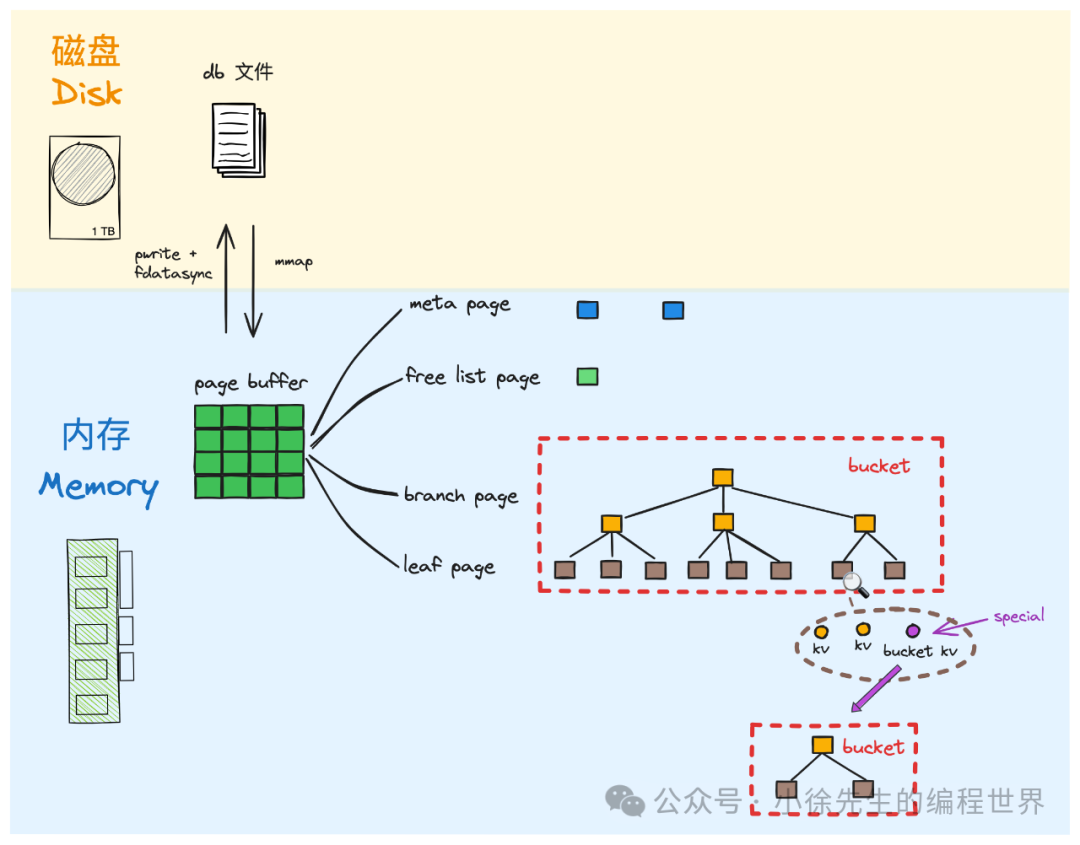 磁盘
Disk
db 文件
1 TB
pwrite +
fdatasync
mmap
meta page
free list page
page buffer
内存
Memory
branch page
leaf page
bucket
special
kv
kv
bucket kv
bucket
公众号 · 小徐先生的编程世界